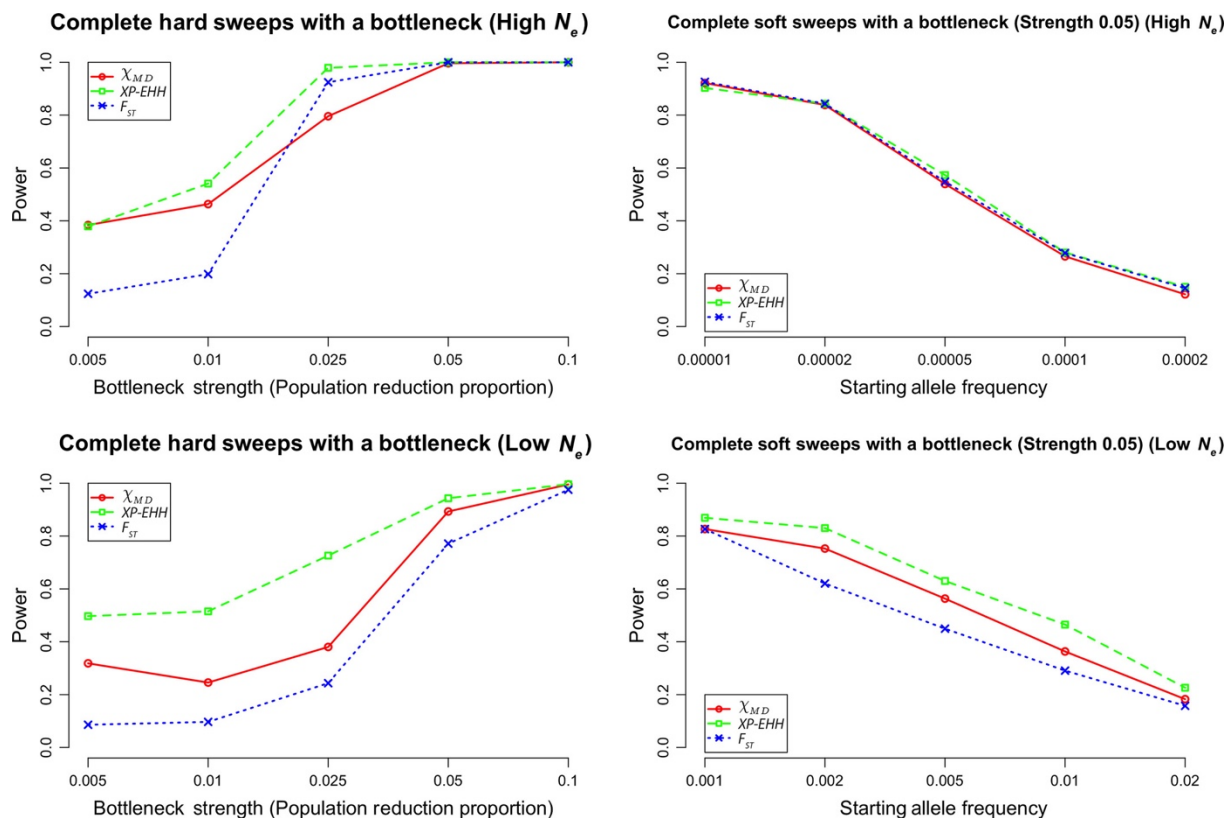 Complete hard sweeps with a bottleneck (High Ne)
Power
0.0 0.2 0.4 0.6 0.8 1.0
χMD
XP-EHH
FST
0.005 0.01 0.025 0.05 0.1
Bottleneck strength (Population reduction proportion)
Complete soft sweeps with a bottleneck (Strength 0.05) (High Ne)
Power
0.0 0.2 0.4 0.6 0.8 1.0
χMD
XP-EHH
FST
0.00001 0.00002 0.00005 0.0001 0.0002
Starting allele frequency
Complete hard sweeps with a bottleneck (Low Ne)
Power
0.0 0.2 0.4 0.6 0.8 1.0
χMD
XP-EHH
FST
0.005 0.01 0.025 0.05 0.1
Bottleneck strength (Population reduction proportion)
Complete soft sweeps with a bottleneck (Strength 0.05) (Low Ne)
Power
0.0 0.2 0.4 0.6 0.8 1.0
χMD
XP-EHH
FST
0.001 0.002 0.005 0.01 0.02
Starting allele frequency